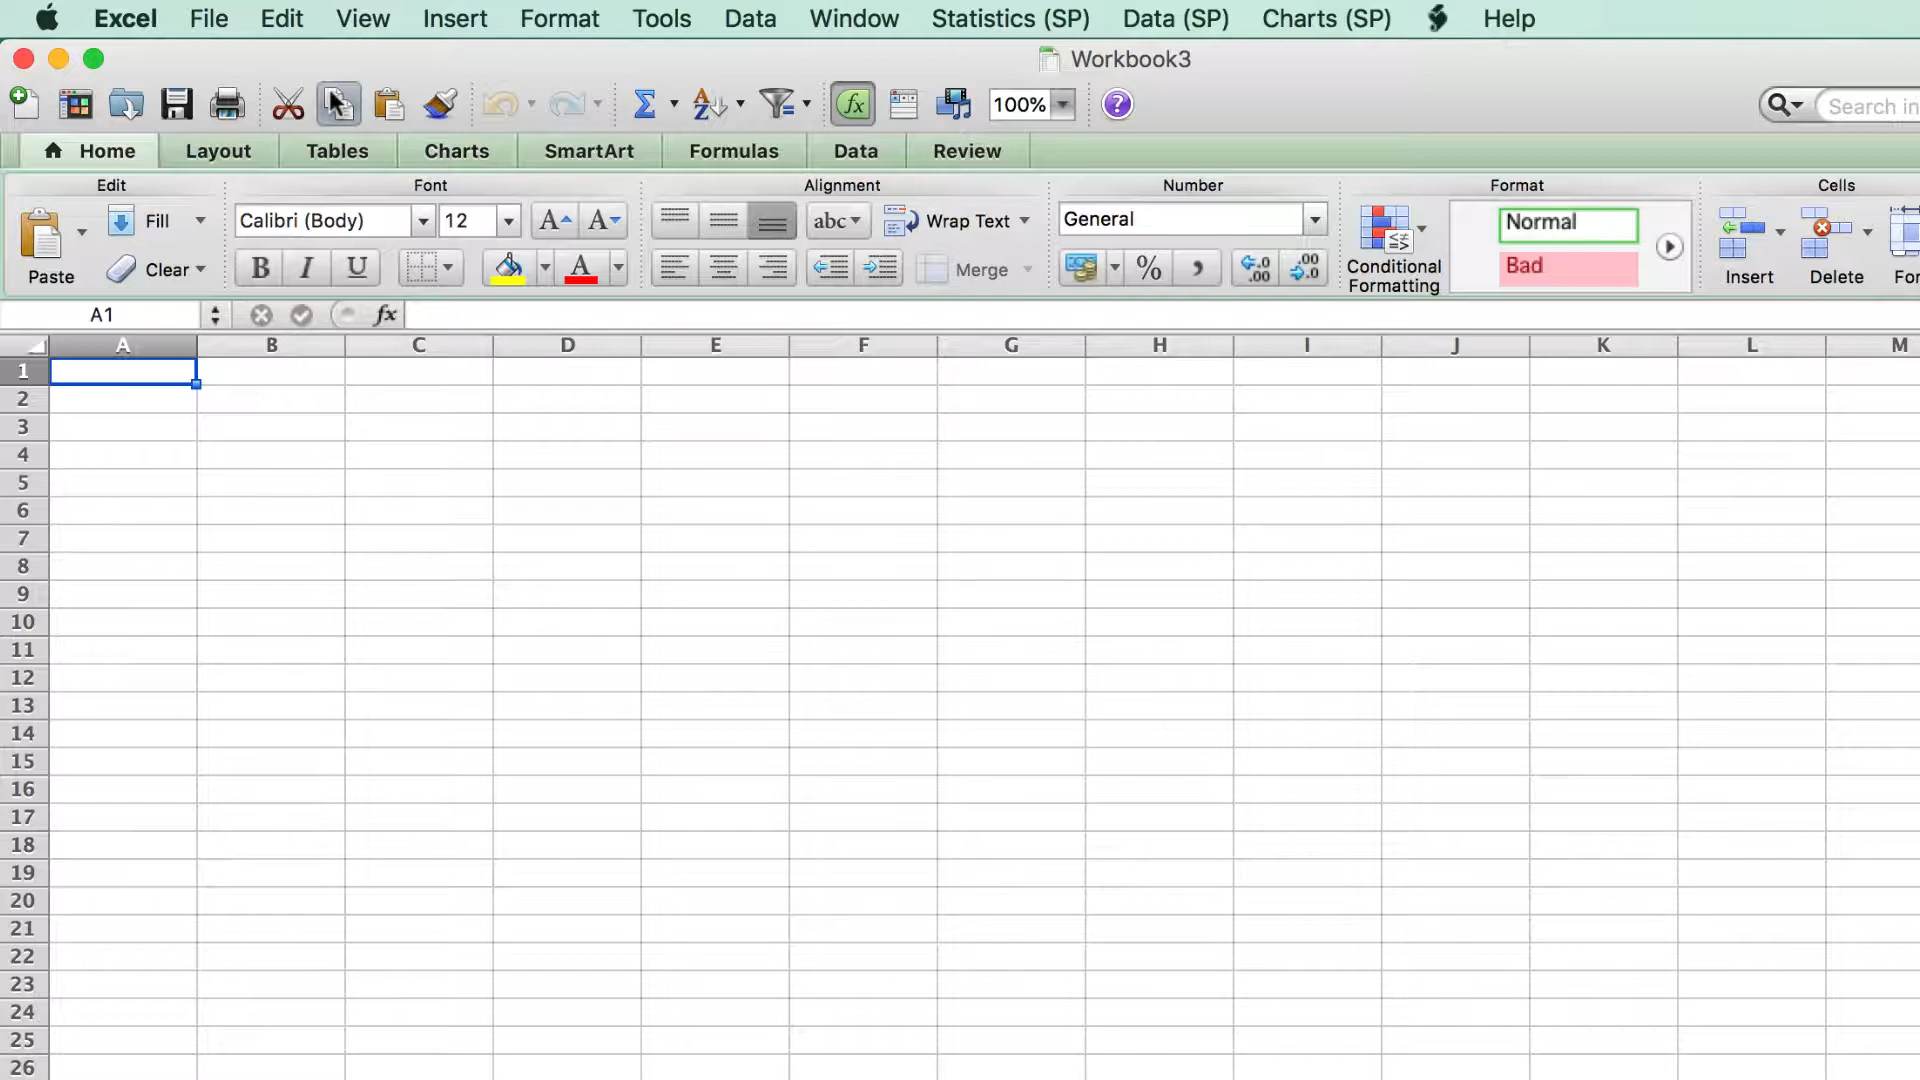 Excel File Edit View Insert Format Tools Data Window Statistics (SP) Data (SP) Charts (SP) Help
Workbook3
100% ? Search in
Home Layout Tables Charts SmartArt Formulas Data Review
Edit Font Alignment Number Format Cells
Fill Calibri (Body) 12 A A abc Wrap Text General Normal
Paste Clear B I U A Merge % , .0 .00 .00 .0 Conditional Formatting Bad Insert Delete For
A1 fx
A B C D E F G H I J K L M
1
2
3
4
5
6
7
8
9
10
11
12
13
14
15
16
17
18
19
20
21
22
23
24
25
26